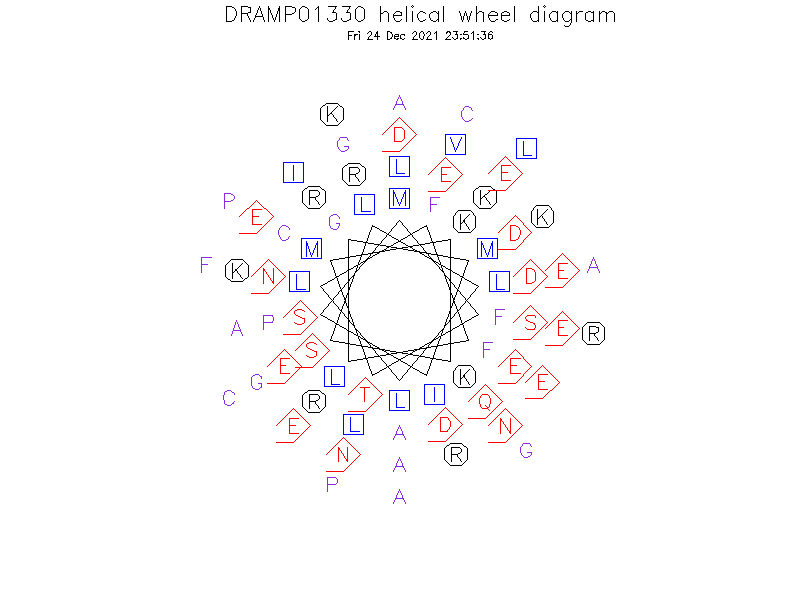 DRAMP01330 helical wheel diagram
Fri 24 Dec 2021 23:51:36
A
K C
D
G V L
I R L E E
P R L M F K
E G K K
C D
M M
F K N L L D E A
A P S F S E R
S F
E E
G L K E
C R T L I Q
E L A D N
N R G
A
P
A